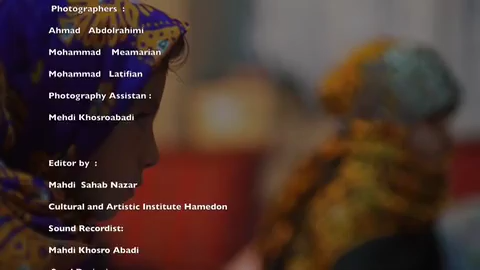 Photographers :
Ahmad Abdolrahimi
Mohammad Meamarian
Mohammad Latifian
Photography Assistan :
Mehdi Khosroabadi
Editor by :
Mahdi Sahab Nazar
Cultural and Artistic Institute Hamedon
Sound Recordist:
Mahdi Khosro Abadi